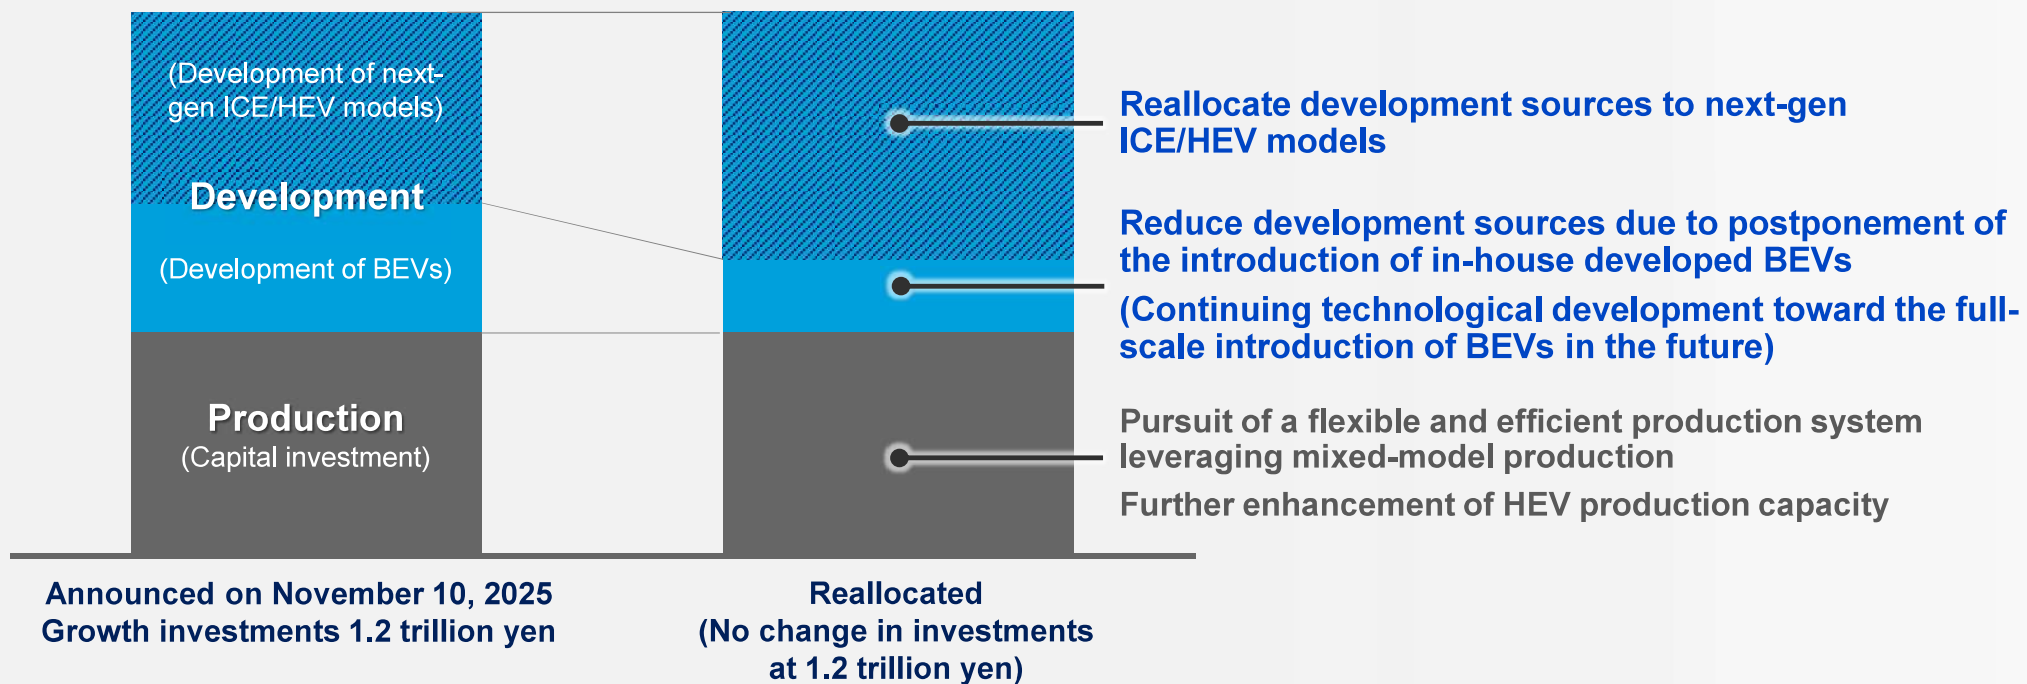 (Development of next-
gen ICE/HEV models)
Development
(Development of BEVs)
Production
(Capital investment)
Reallocate development sources to next-gen
ICE/HEV models
Reduce development sources due to postponement of
the introduction of in-house developed BEVs
(Continuing technological development toward the full-
scale introduction of BEVs in the future)
Pursuit of a flexible and efficient production system
leveraging mixed-model production
Further enhancement of HEV production capacity
Announced on November 10, 2025
Growth investments 1.2 trillion yen
Reallocated
(No change in investments
at 1.2 trillion yen)